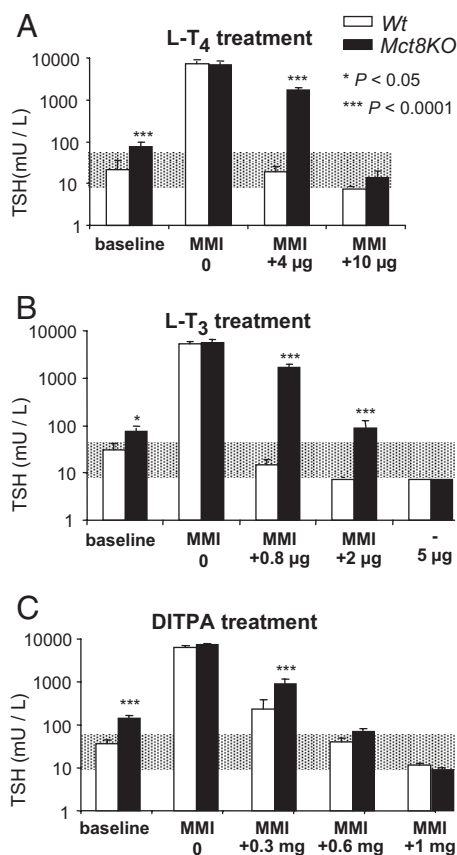 A
L-T4 treatment
Wt
Mct8KO
* P < 0.05
*** P < 0.0001
TSH(mU / L)
10000
1000
100
10
1
***
***
baseline
MMI
0
MMI
+4 µg
MMI
+10 µg
B
L-T3 treatment
TSH (mU / L)
10000
1000
100
10
1
*
***
***
baseline
MMI
0
MMI
+0.8 µg
MMI
+2 µg
-
5 µg
C
DITPA treatment
TSH (mU / L)
10000
1000
100
10
1
***
***
baseline
MMI
0
MMI
+0.3 mg
MMI
+0.6 mg
MMI
+1 mg